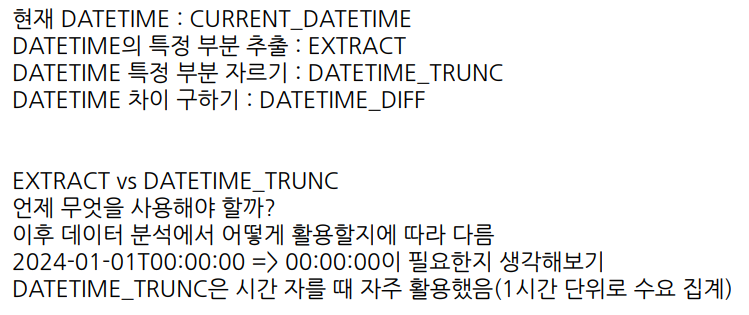 현재 DATETIME : CURRENT_DATETIME
DATETIME의 특정 부분 추출 : EXTRACT
DATETIME 특정 부분 자르기 : DATETIME_TRUNC
DATETIME 차이 구하기 : DATETIME_DIFF
EXTRACT vs DATETIME_TRUNC
언제 무엇을 사용해야 할까?
이후 데이터 분석에서 어떻게 활용할지에 따라 다름
2024-01-01T00:00:00 => 00:00:00이 필요한지 생각해보기
DATETIME_TRUNC은 시간 자를 때 자주 활용했음(1시간 단위로 수요 집계)